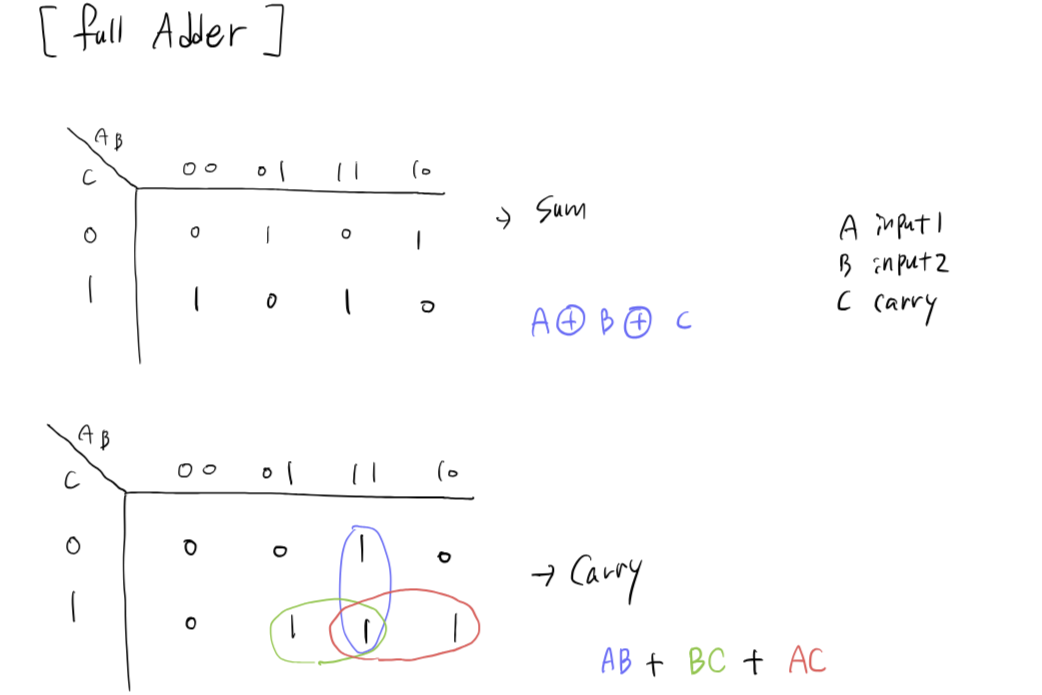 [ full Adder ]
AB
C 00 01 11 10
0 0 1 0 1
1 1 0 1 0
→ Sum
A ⊕ B ⊕ C
A input1
B input2
C carry
AB
C 00 01 11 10
0 0 0 1 0
1 0 1 1 1
→ Carry
AB + BC + AC